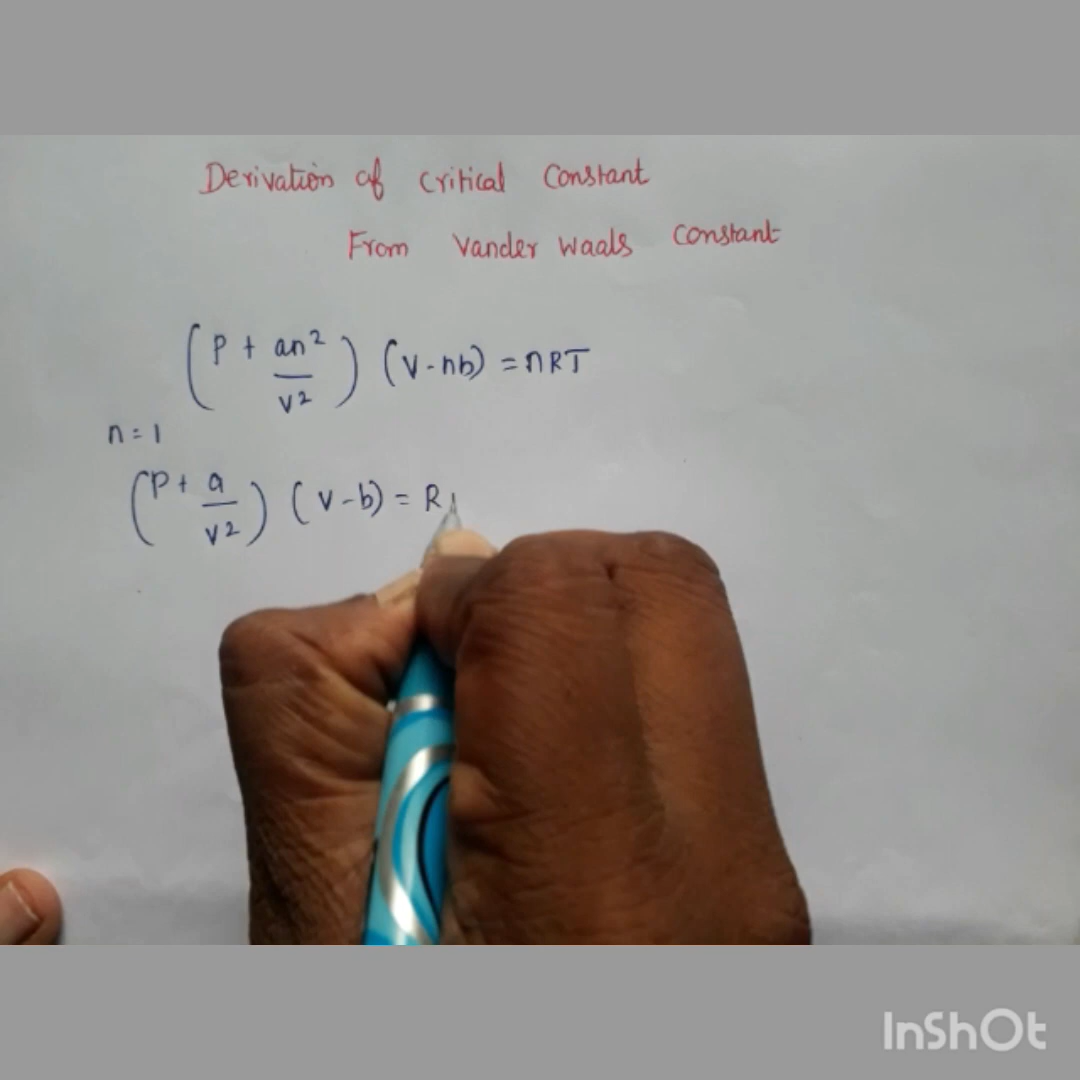 Derivation of critical constant
From Vander waals constant
(P + an²/v²) (v-nb) = nRT
n = 1
(P + a/v²) (v-b) = R
InShOt